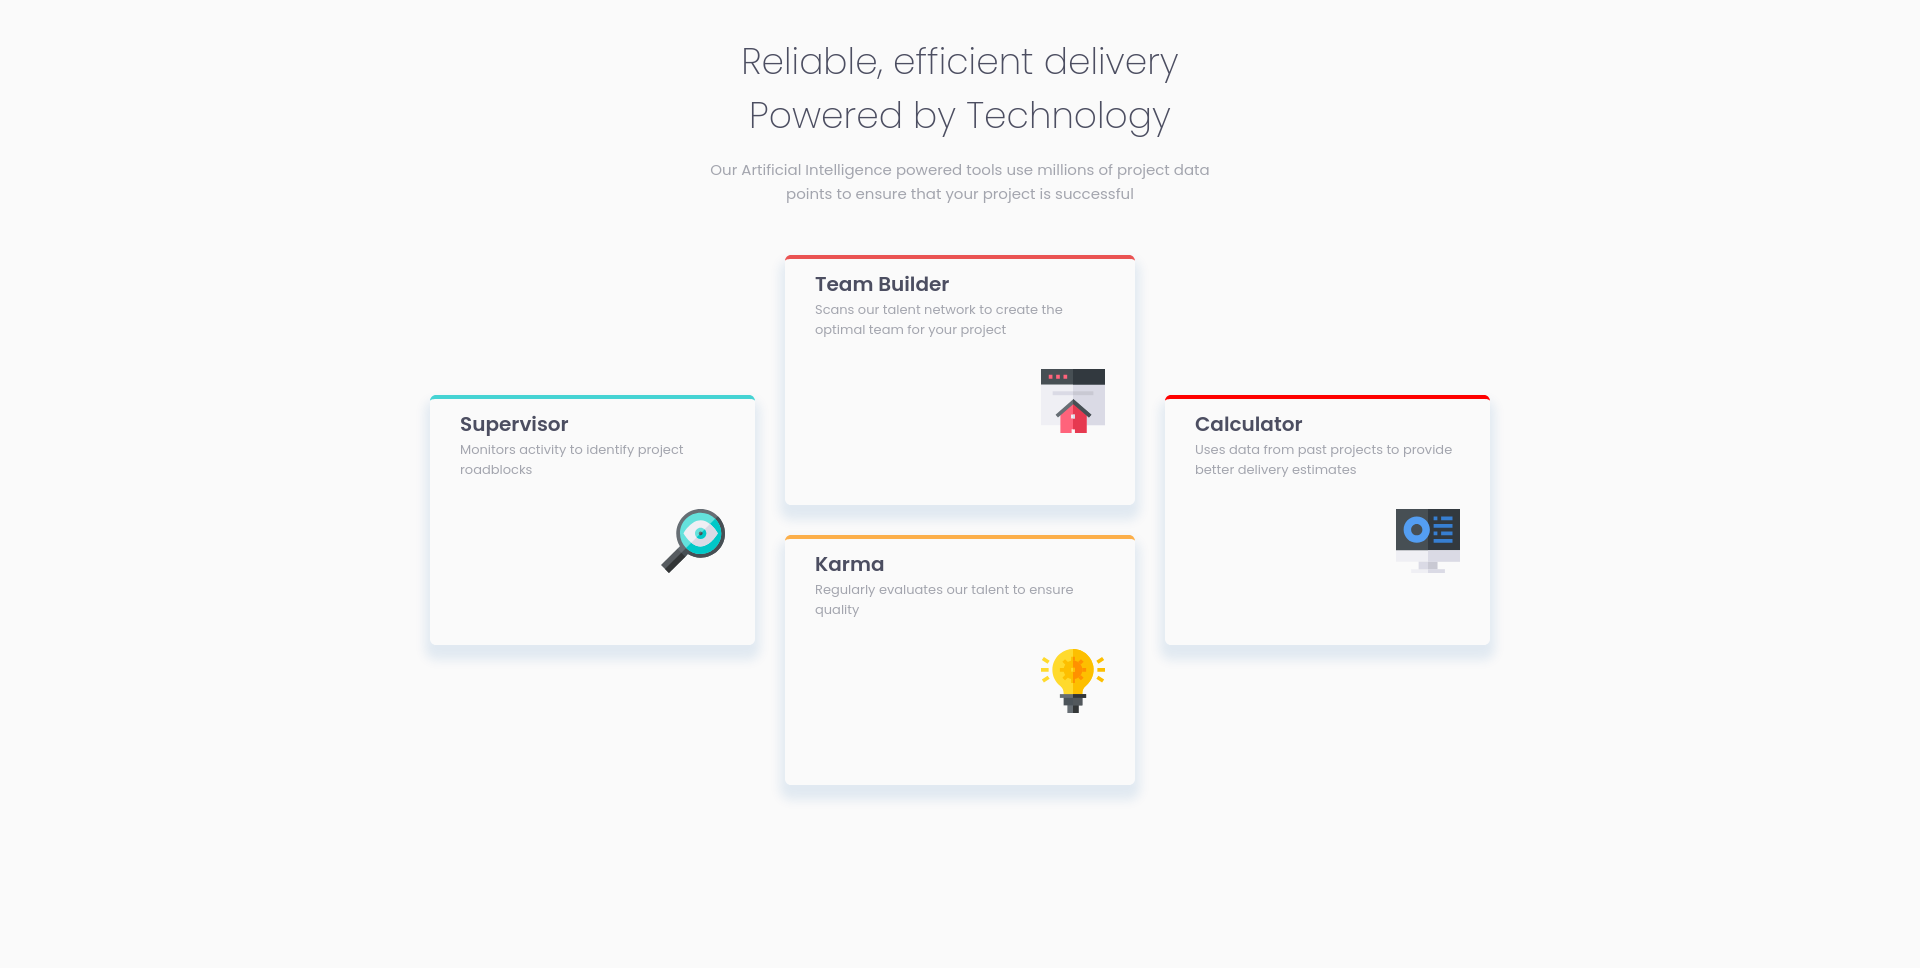 Reliable, efficient delivery
Powered by Technology
Our Artificial Intelligence powered tools use millions of project data
points to ensure that your project is successful
Team Builder
Scans our talent network to create the
optimal team for your project
Supervisor
Monitors activity to identify project
roadblocks
Calculator
Uses data from past projects to provide
better delivery estimates
Karma
Regularly evaluates our talent to ensure
quality